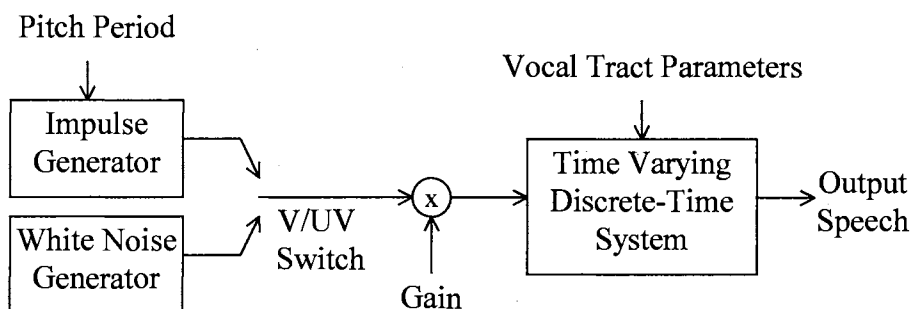 Pitch Period
Vocal Tract Parameters
Impulse
Generator
Time Varying
Discrete-Time
System
x
Output
Speech
White Noise
Generator
V/UV
Switch
Gain